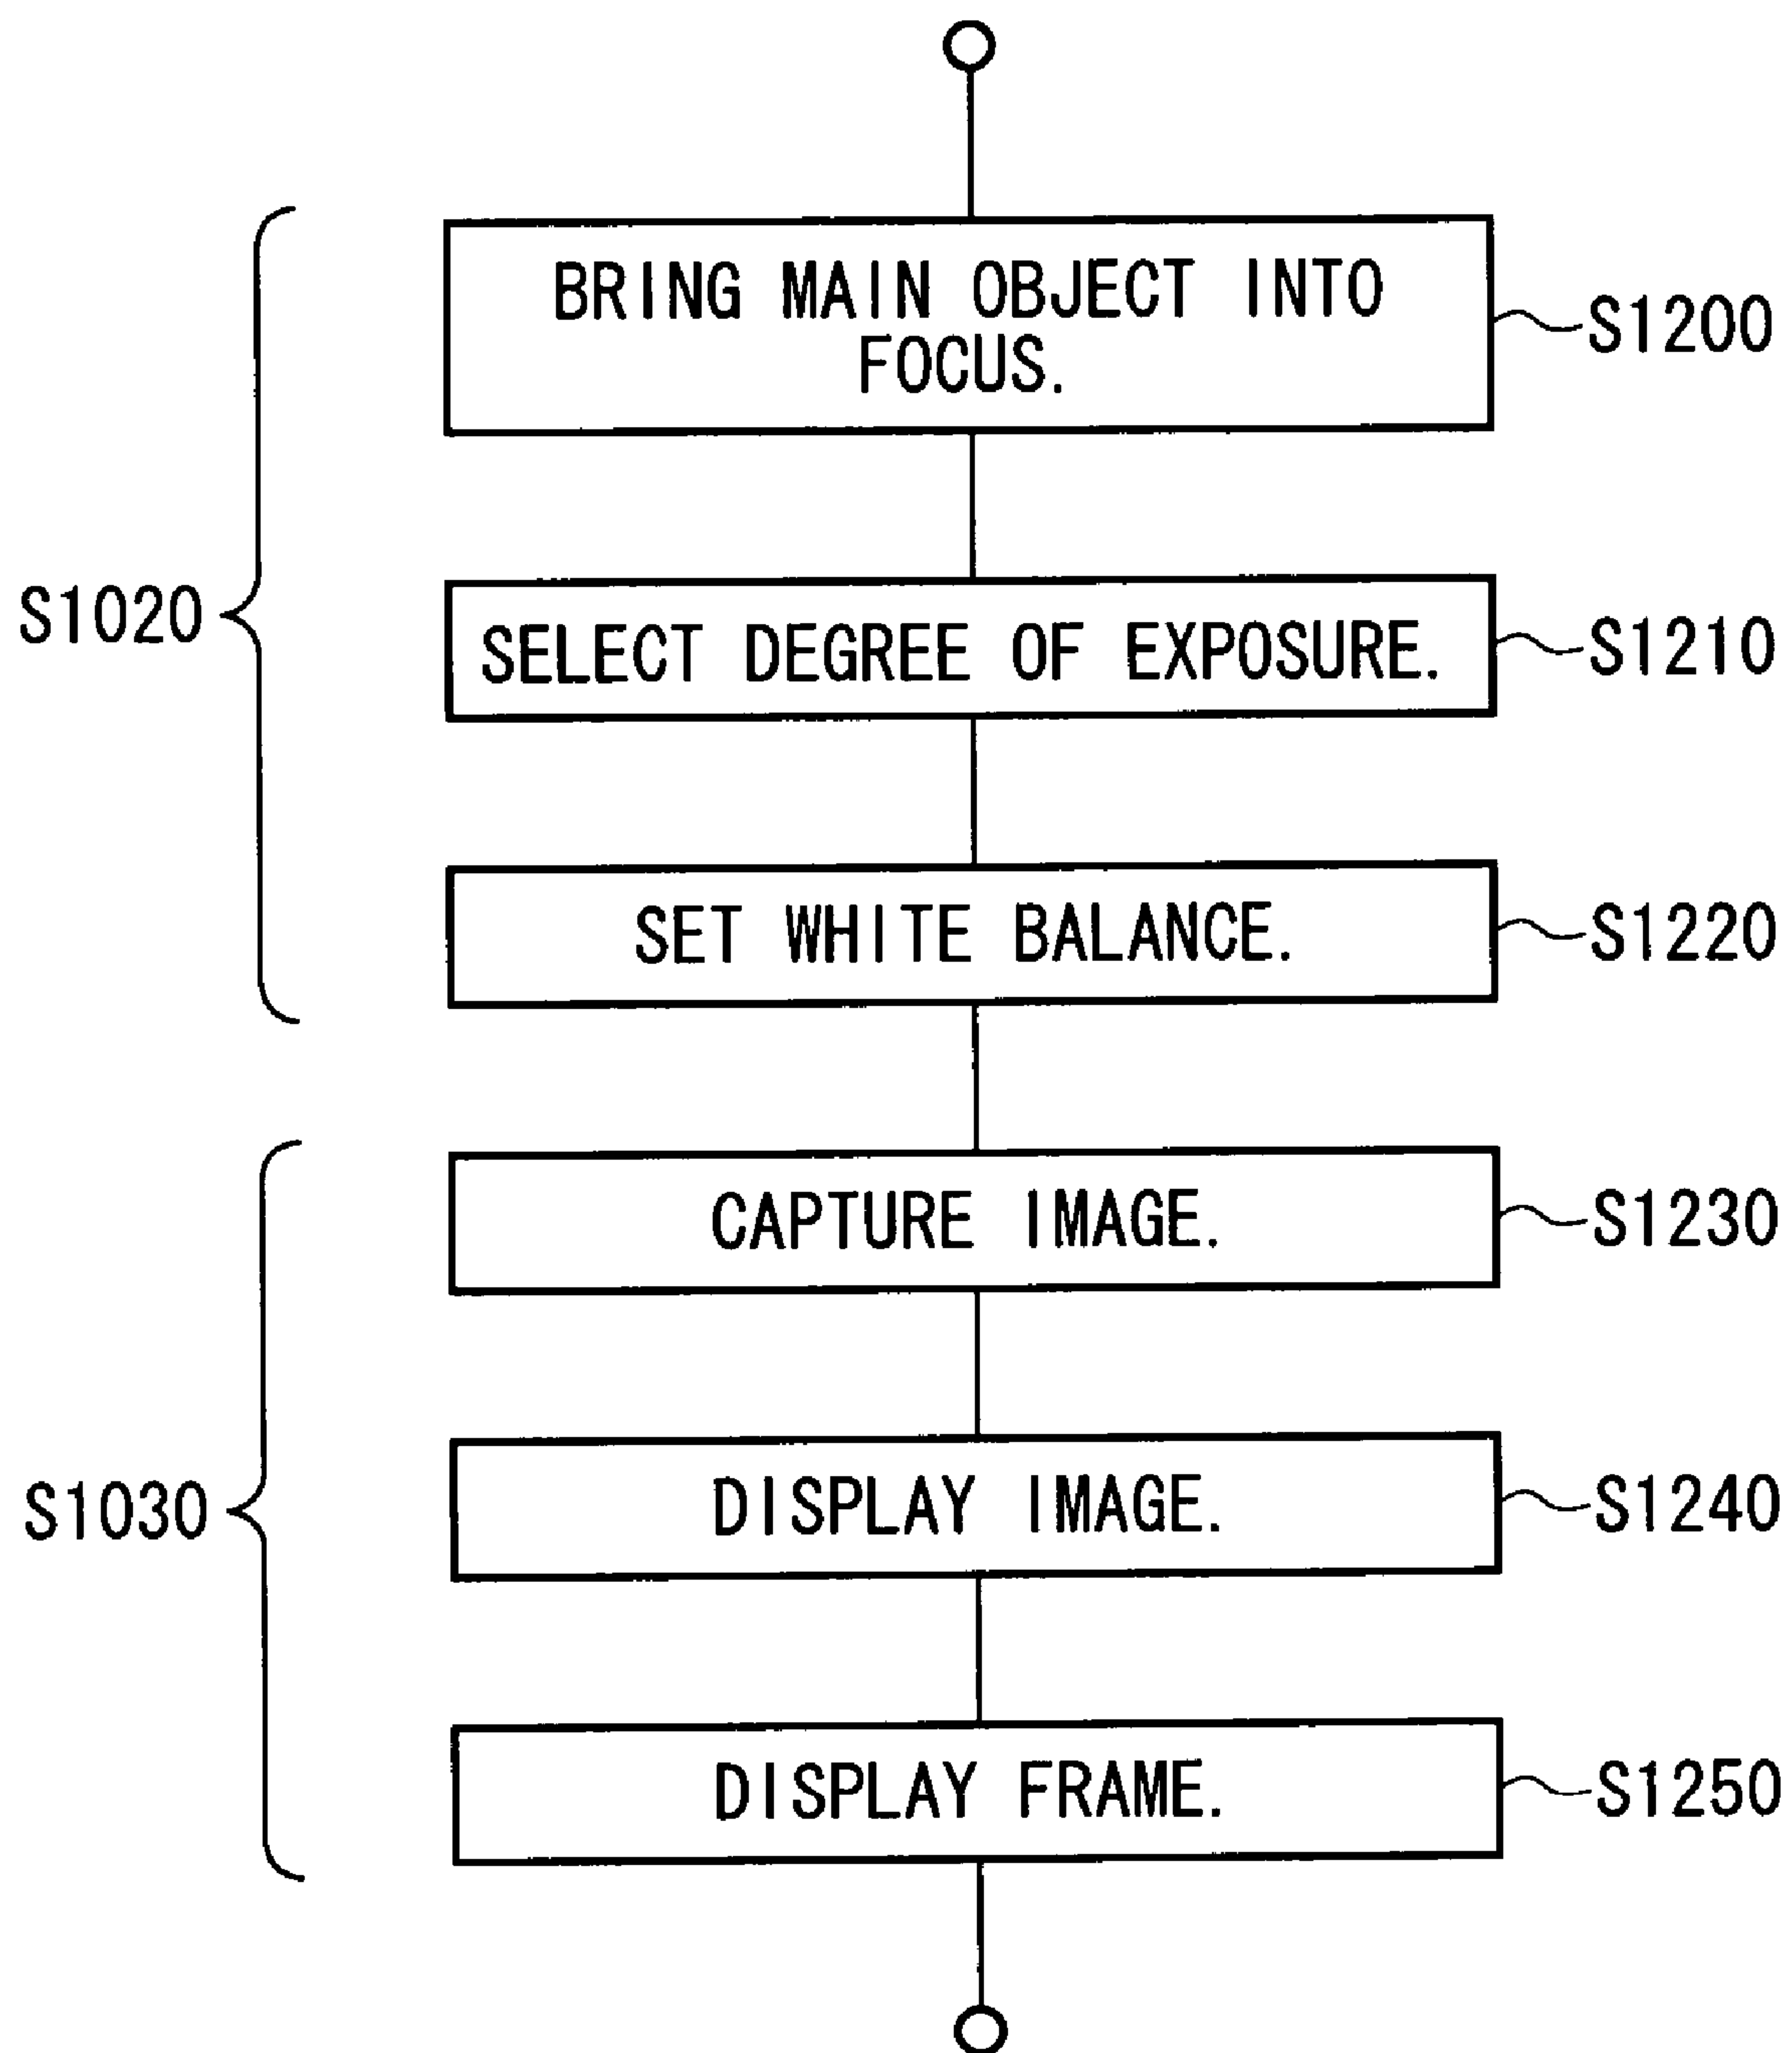 BRING MAIN OBJECT INTO
FOCUS.
S1200
S1020
SELECT DEGREE OF EXPOSURE.
S1210
SET WHITE BALANCE.
S1220
CAPTURE IMAGE.
S1230
S1030
DISPLAY IMAGE.
S1240
DISPLAY FRAME.
S1250